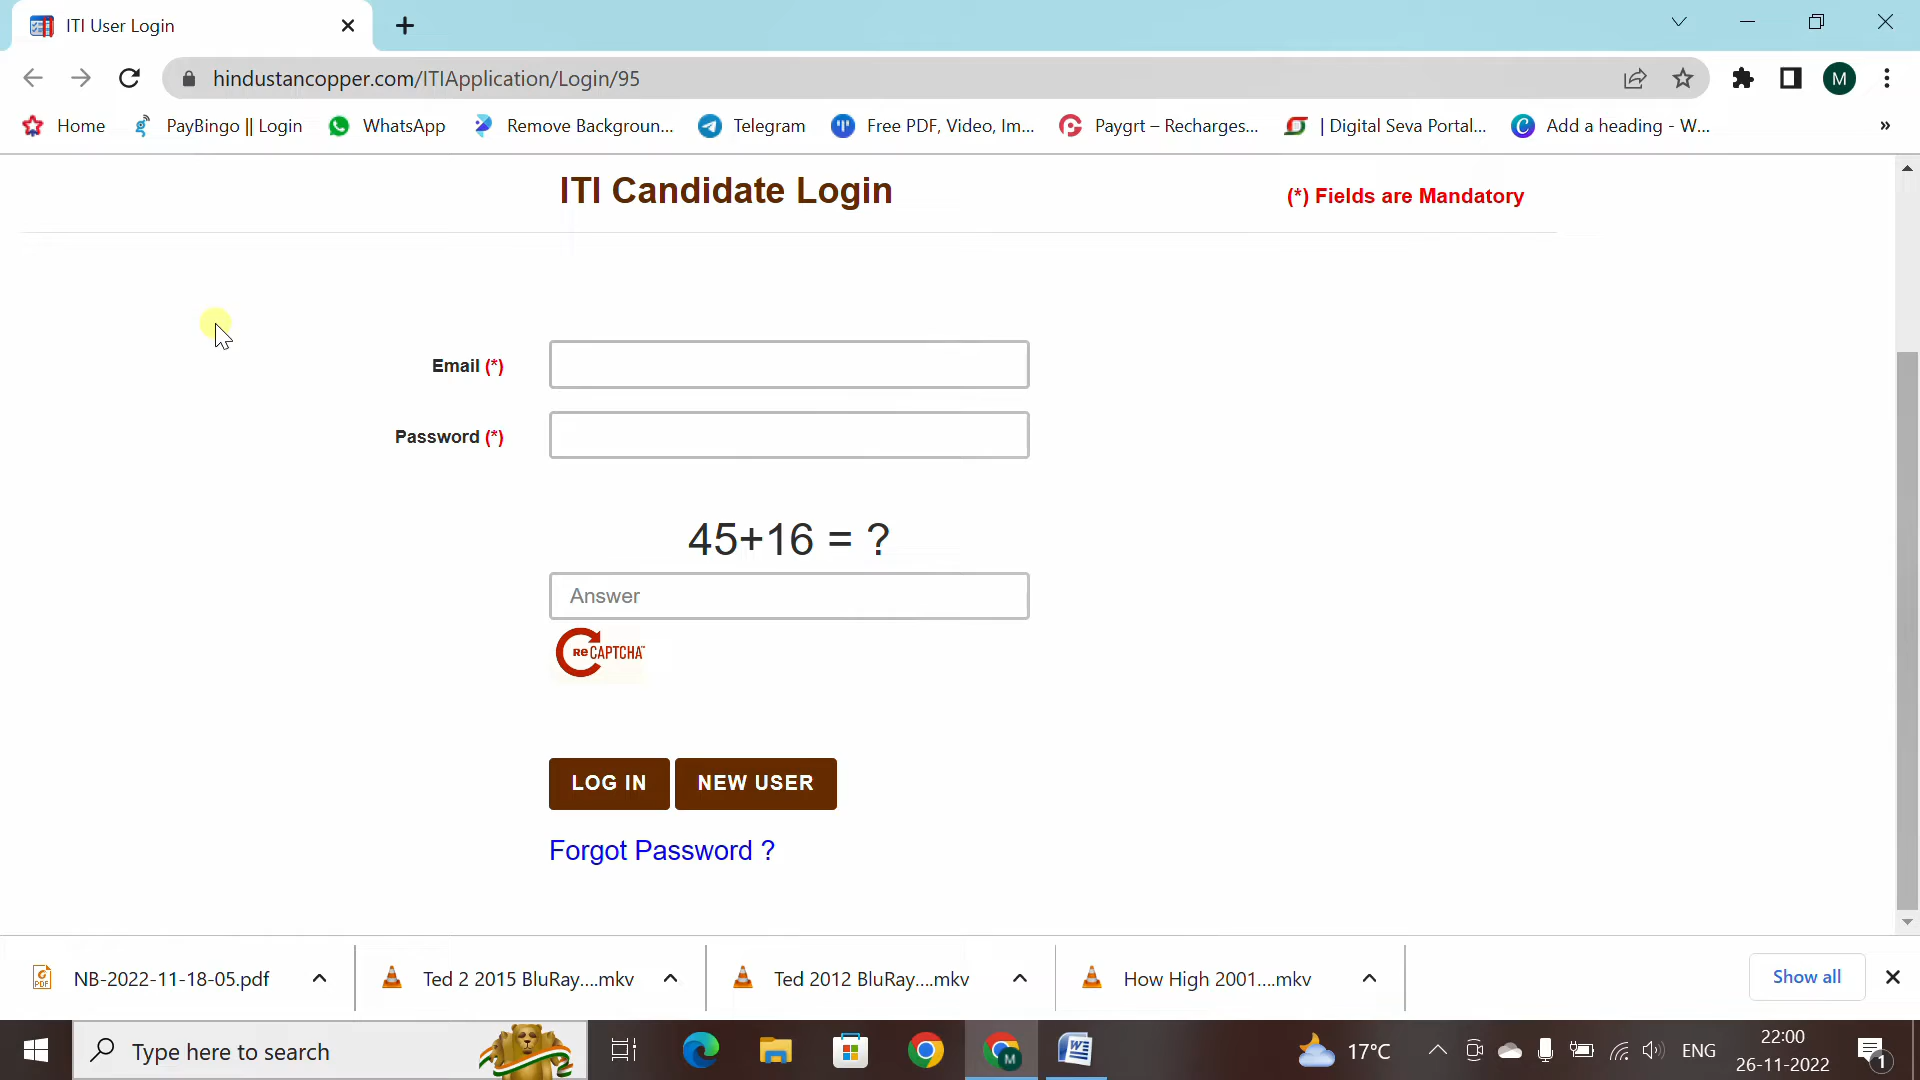 ITI User Login
hindustancopper.com/ITIApplication/Login/95
M
Home
PayBingo || Login
WhatsApp
Remove Backgroun...
Telegram
Free PDF, Video, Im...
Paygrt – Recharges...
| Digital Seva Portal...
Add a heading - W...
»
ITI Candidate Login
(*) Fields are Mandatory
Email (*)
Password (*)
45+16 = ?
Answer
ReCAPTCHA™
LOG IN
NEW USER
Forgot Password ?
NB-2022-11-18-05.pdf
Ted 2 2015 BluRay....mkv
Ted 2012 BluRay....mkv
How High 2001....mkv
Show all
Type here to search
17°C
ENG
22:00
26-11-2022
1